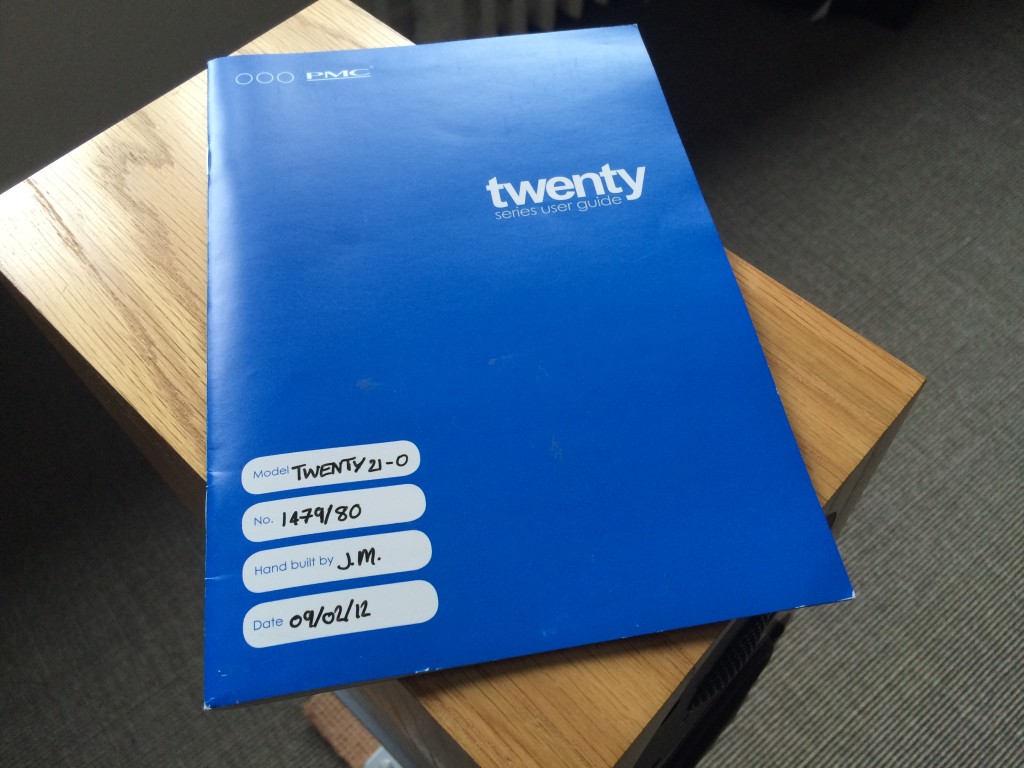 PMC
twenty
series user guide
Model TWENTY 21-O
No. 1479/80
Hand built by J.M.
Date 09/02/12